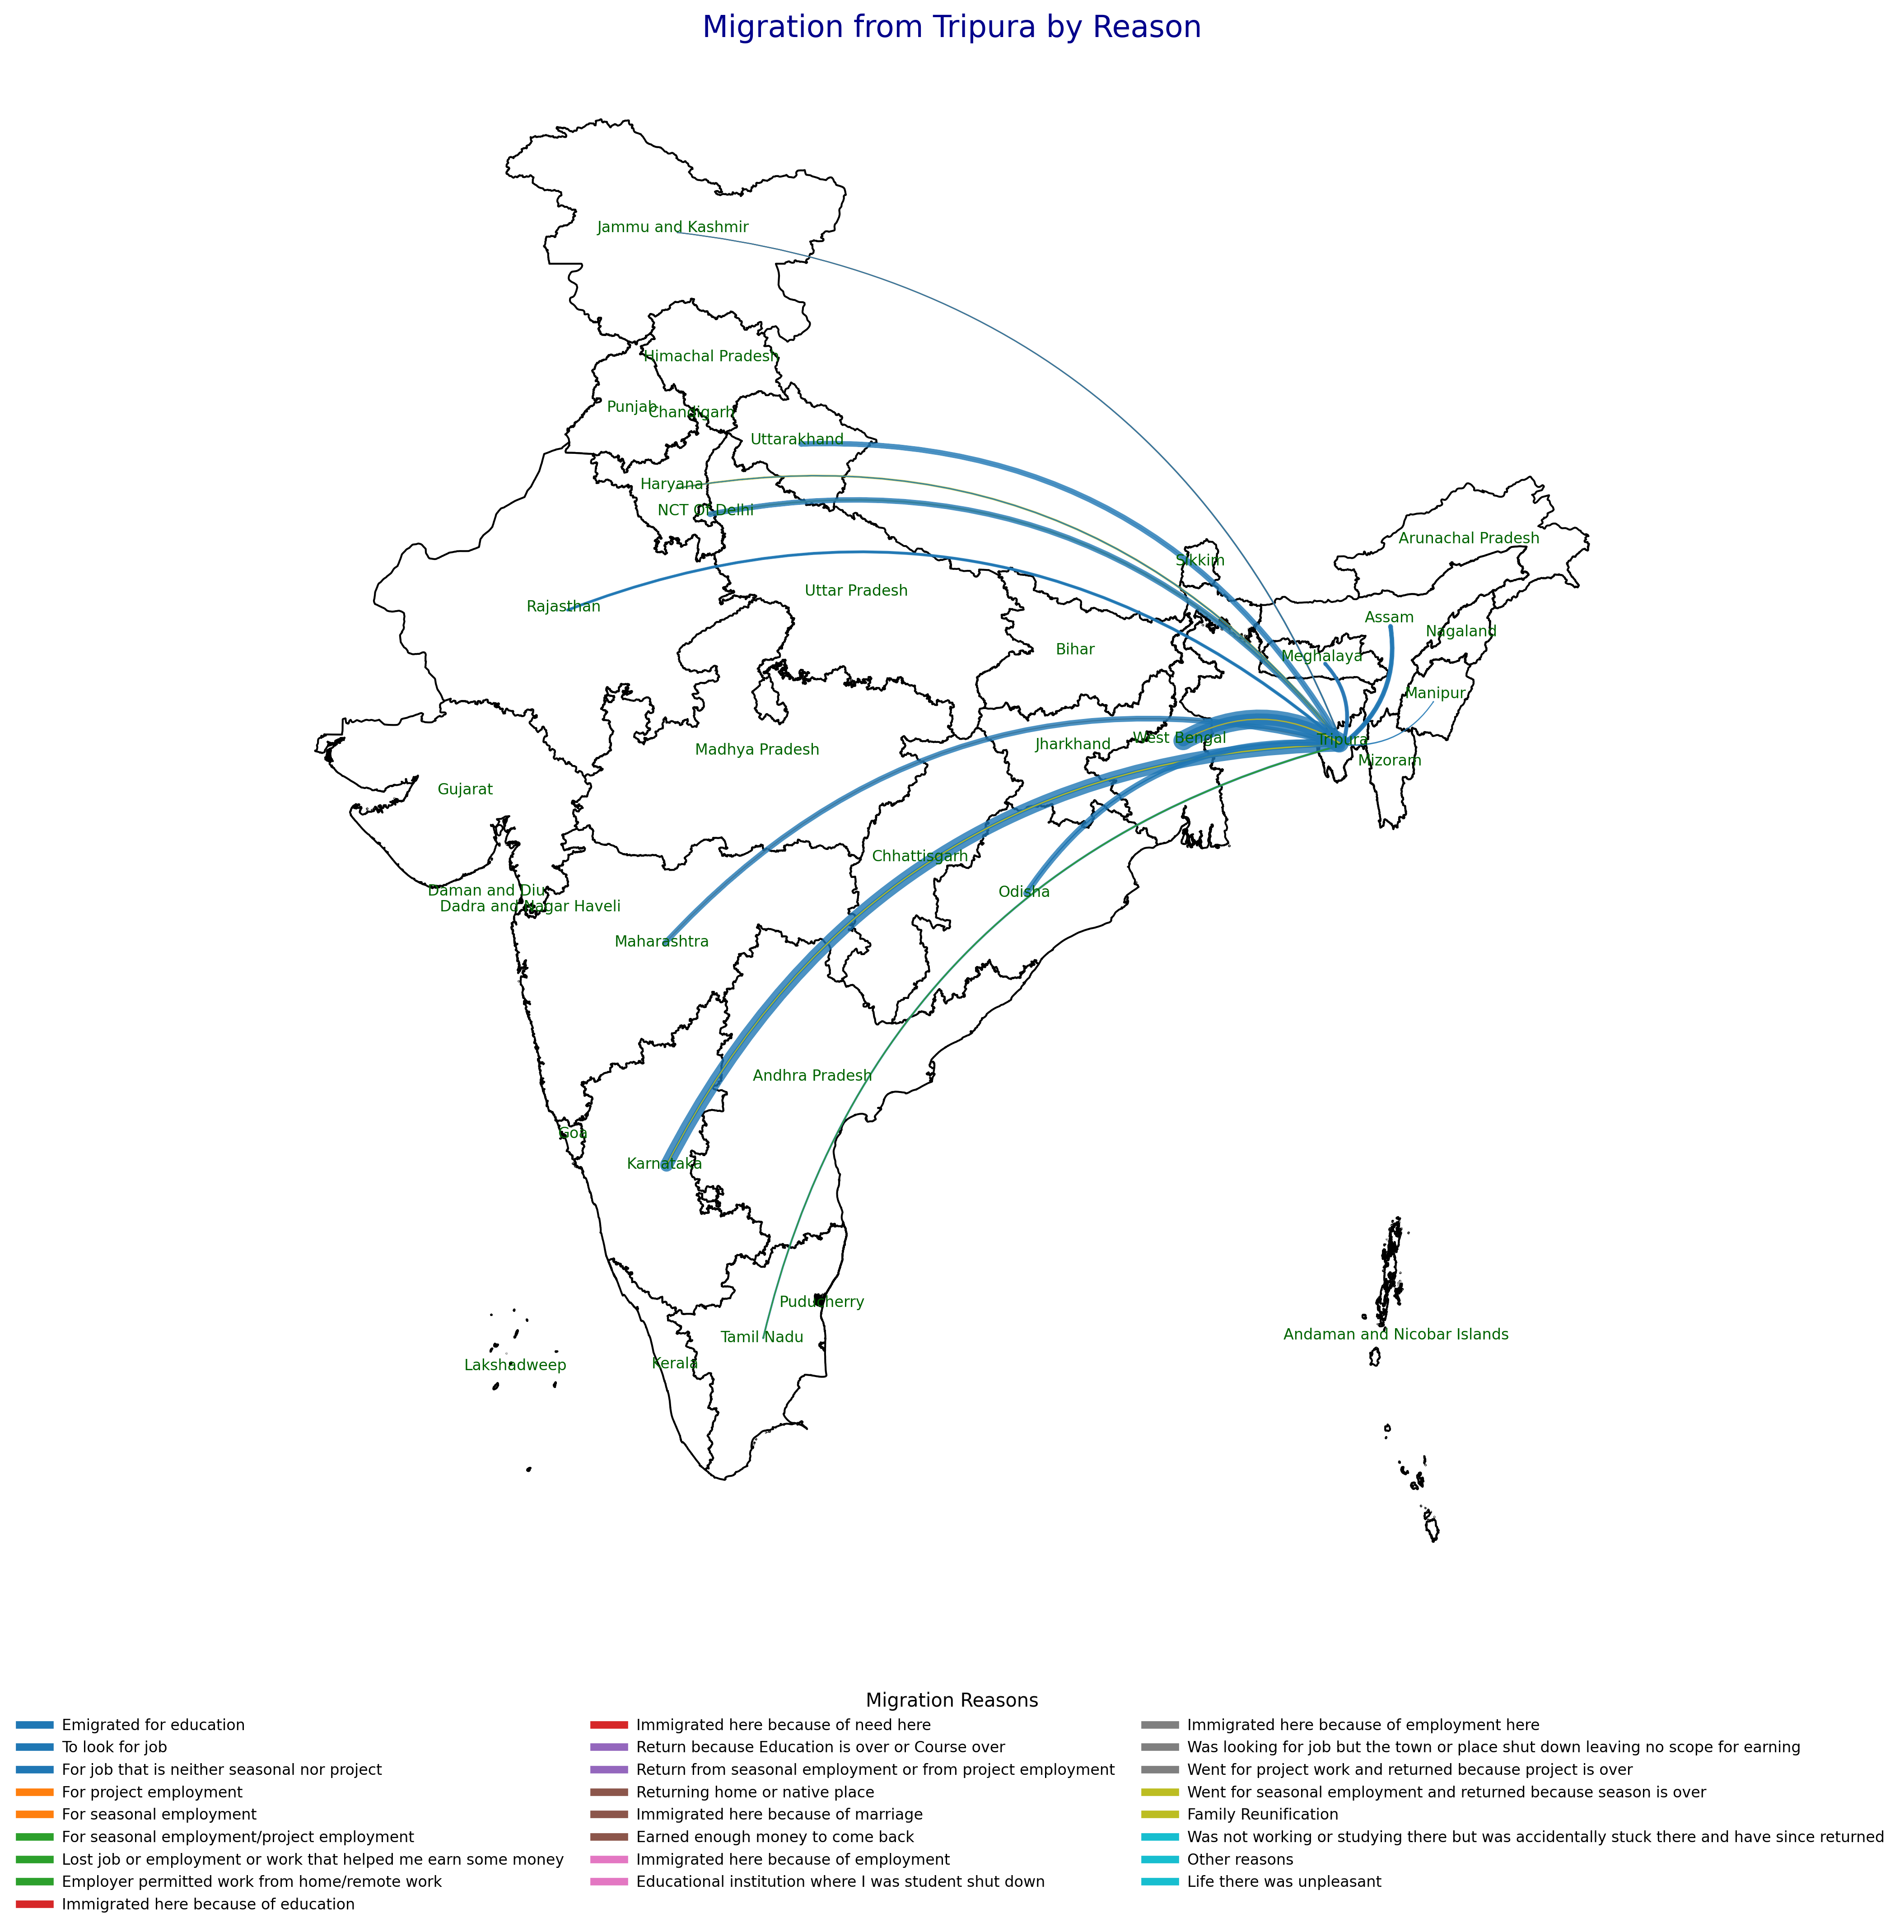 Migration from Tripura by Reason
Jammu and Kashmir
Himachal Pradesh
Punjab
Chandigarh
Uttarakhand
Haryana
NCT Of Delhi
Arunachal Pradesh
Sikkim
Uttar Pradesh
Rajasthan
Assam
Nagaland
Bihar
Meghalaya
Manipur
West Bengal
Tripura
Jharkhand
Madhya Pradesh
Mizoram
Gujarat
Chhattisgarh
Daman and Diu
Odisha
Dadra and Nagar Haveli
Maharashtra
Andhra Pradesh
Goa
Karnataka
Puducherry
Andaman and Nicobar Islands
Tamil Nadu
Kerala
Lakshadweep
Migration Reasons
Emigrated for education
To look for job
For job that is neither seasonal nor project
For project employment
For seasonal employment
For seasonal employment/project employment
Lost job or employment or work that helped me earn some money
Employer permitted work from home/remote work
Immigrated here because of education
Immigrated here because of need here
Return because Education is over or Course over
Return from seasonal employment or from project employment
Returning home or native place
Immigrated here because of marriage
Earned enough money to come back
Immigrated here because of employment
Educational institution where I was student shut down
Immigrated here because of employment here
Was looking for job but the town or place shut down leaving no scope for earning
Went for project work and returned because project is over
Went for seasonal employment and returned because season is over
Family Reunification
Was not working or studying there but was accidentally stuck there and have since returned
Other reasons
Life there was unpleasant